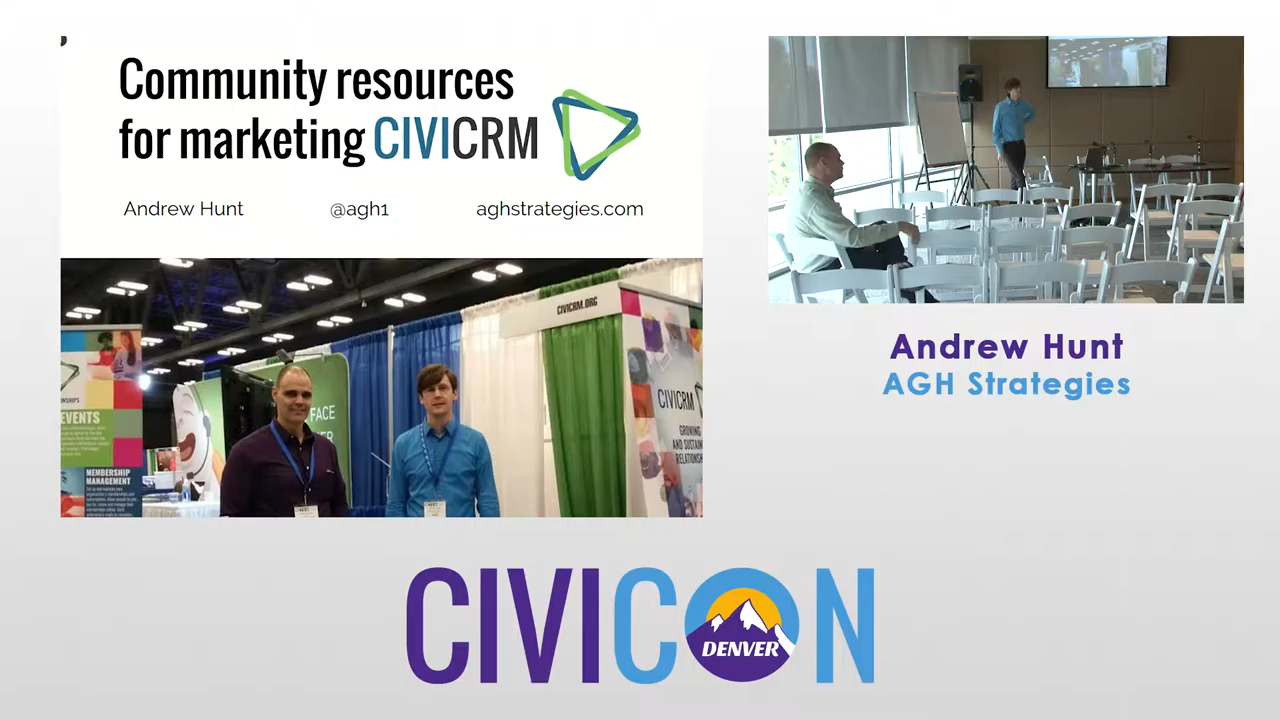 Community resources
for marketing CIVICRM
Andrew Hunt
@agh1
aghstrategies.com
CIVICRM.ORG
FACE
EVENTS
MEMBERSHIP
MANAGEMENT
CIVICRM
GROWING
AND SUSTAIN
RELATIONSH
Andrew Hunt
AGH Strategies
CIVICON
DENVER